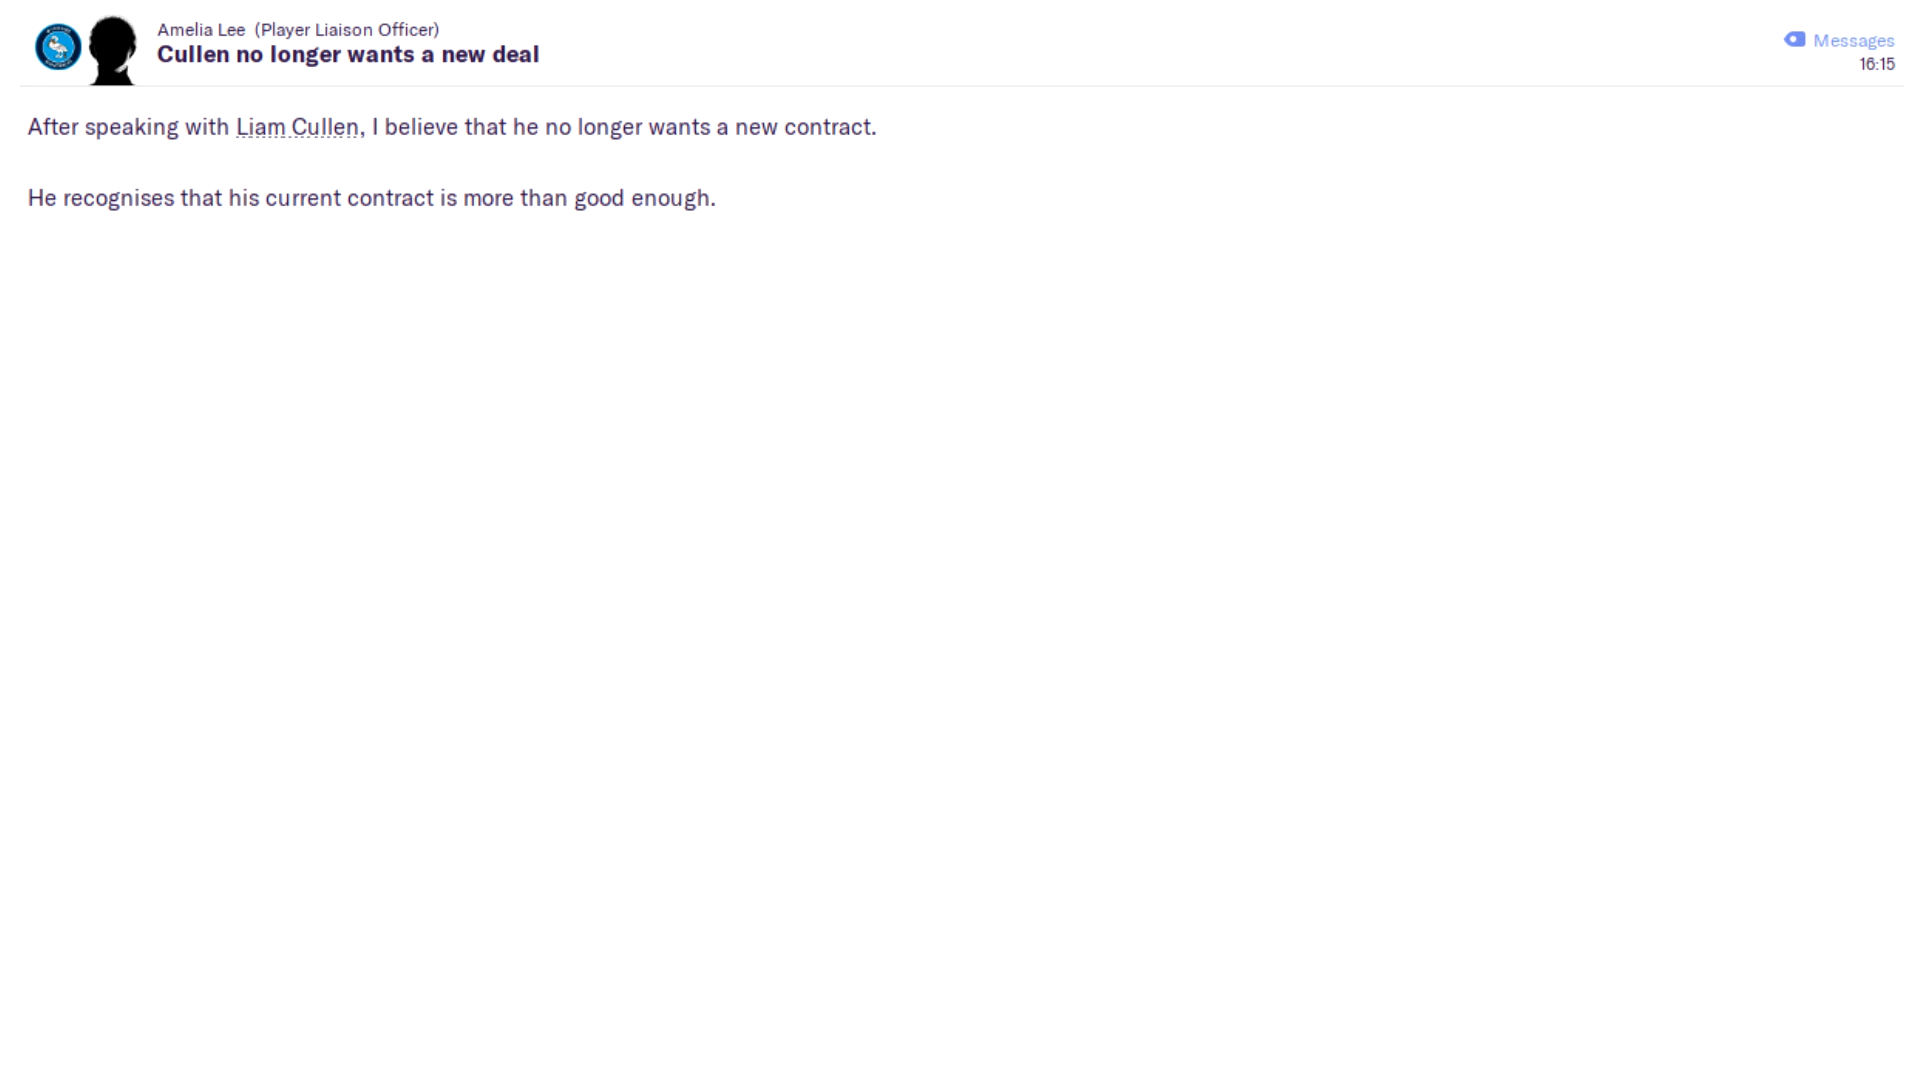 Amelia Lee (Player Liaison Officer)
Cullen no longer wants a new deal
Messages
16:15
After speaking with Liam Cullen, I believe that he no longer wants a new contract.
He recognises that his current contract is more than good enough.